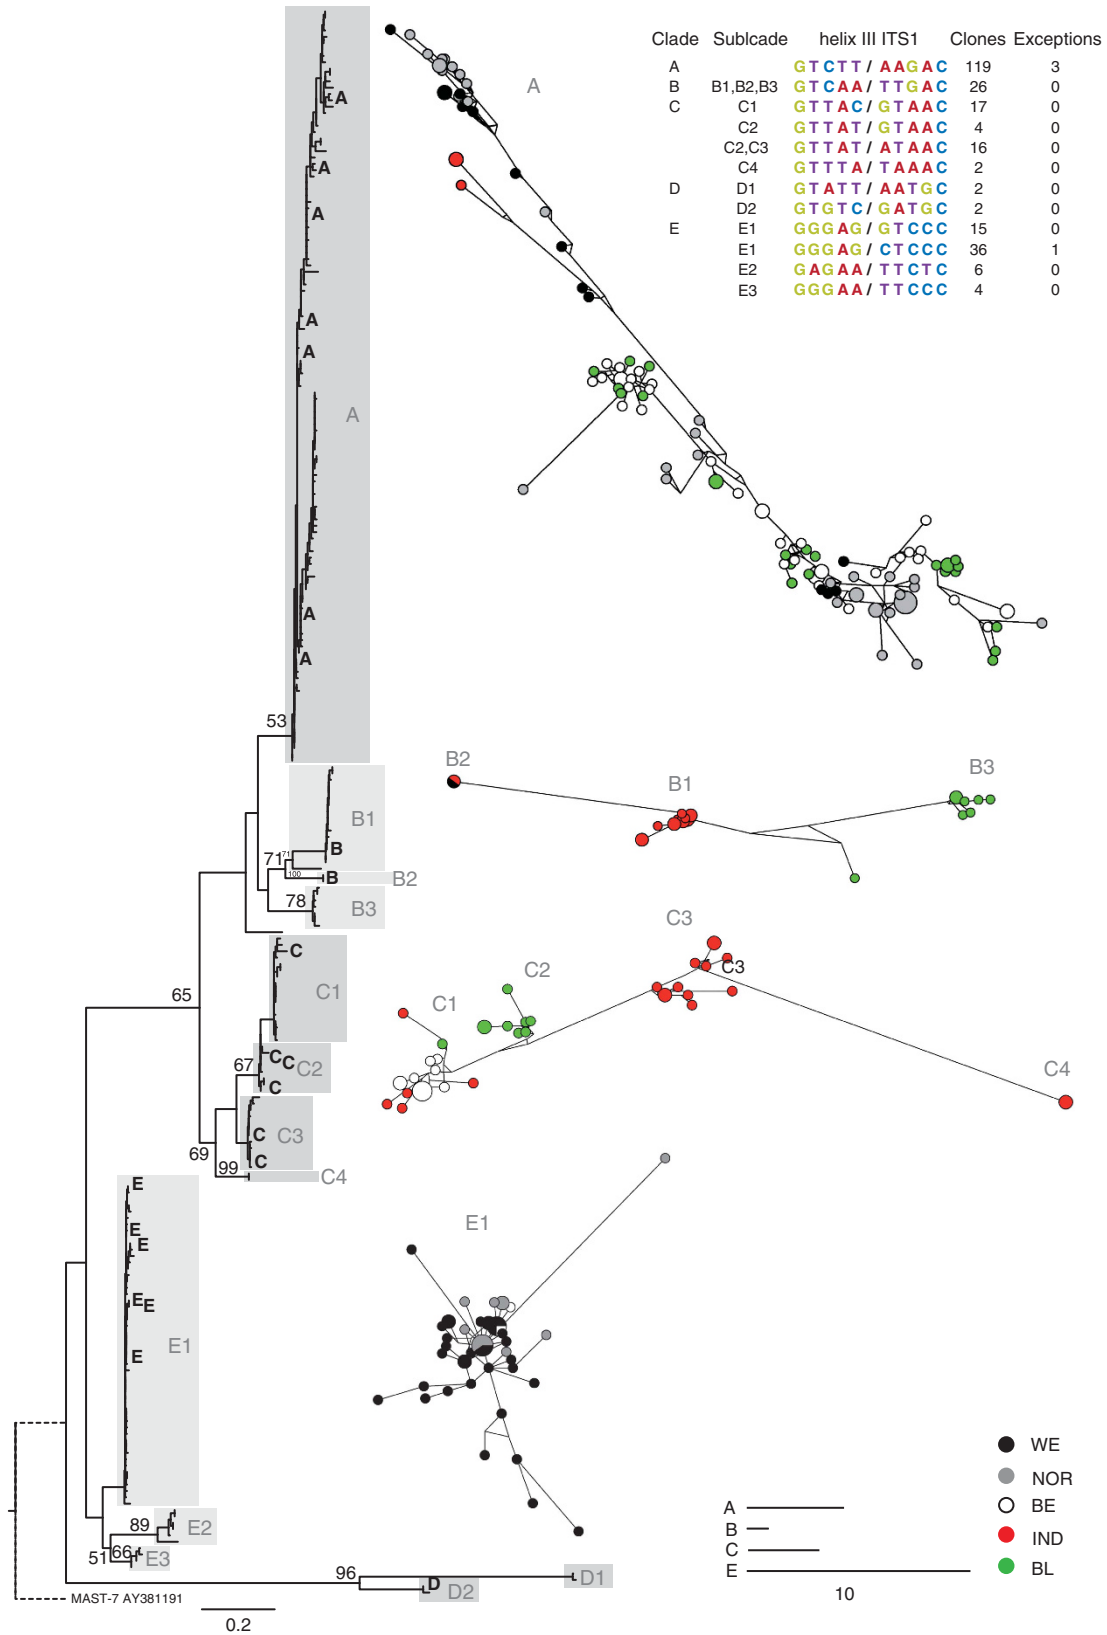 Clade Sublcade helix III ITS1 Clones Exceptions
A GTCTT / AAGAC 119 3
B B1,B2,B3 GTCAA / TTGAC 26 0
C C1 GTTAC / GTAAC 17 0
C2 GTTAT / GTAAC 4 0
C2,C3 GTTAT / ATAAC 16 0
C4 GTTTA / TAAAC 2 0
D D1 GTATT / AATGC 2 0
D2 GTGTC / GATGC 2 0
E E1 GGGAG / GTCCC 15 0
E1 GGGAG / CTCCC 36 1
E2 GAGAA / TTCTC 6 0
E3 GGGAA / TTCCC 4 0
A
A
A
A
A
A
A
A
A
53
B1
B
71
71
100
B
B2
78
B3
B2
B1
B3
65
C
C1
67
C
C
C2
C
C
C3
C
69
99
C4
C1
C2
C3
C3
C4
E
E
E
E
E
E
E1
E1
89
E2
51
66
E3
96
D1
D
D2
MAST-7 AY381191
0.2
A
B
C
E
10
WE
NOR
BE
IND
BL